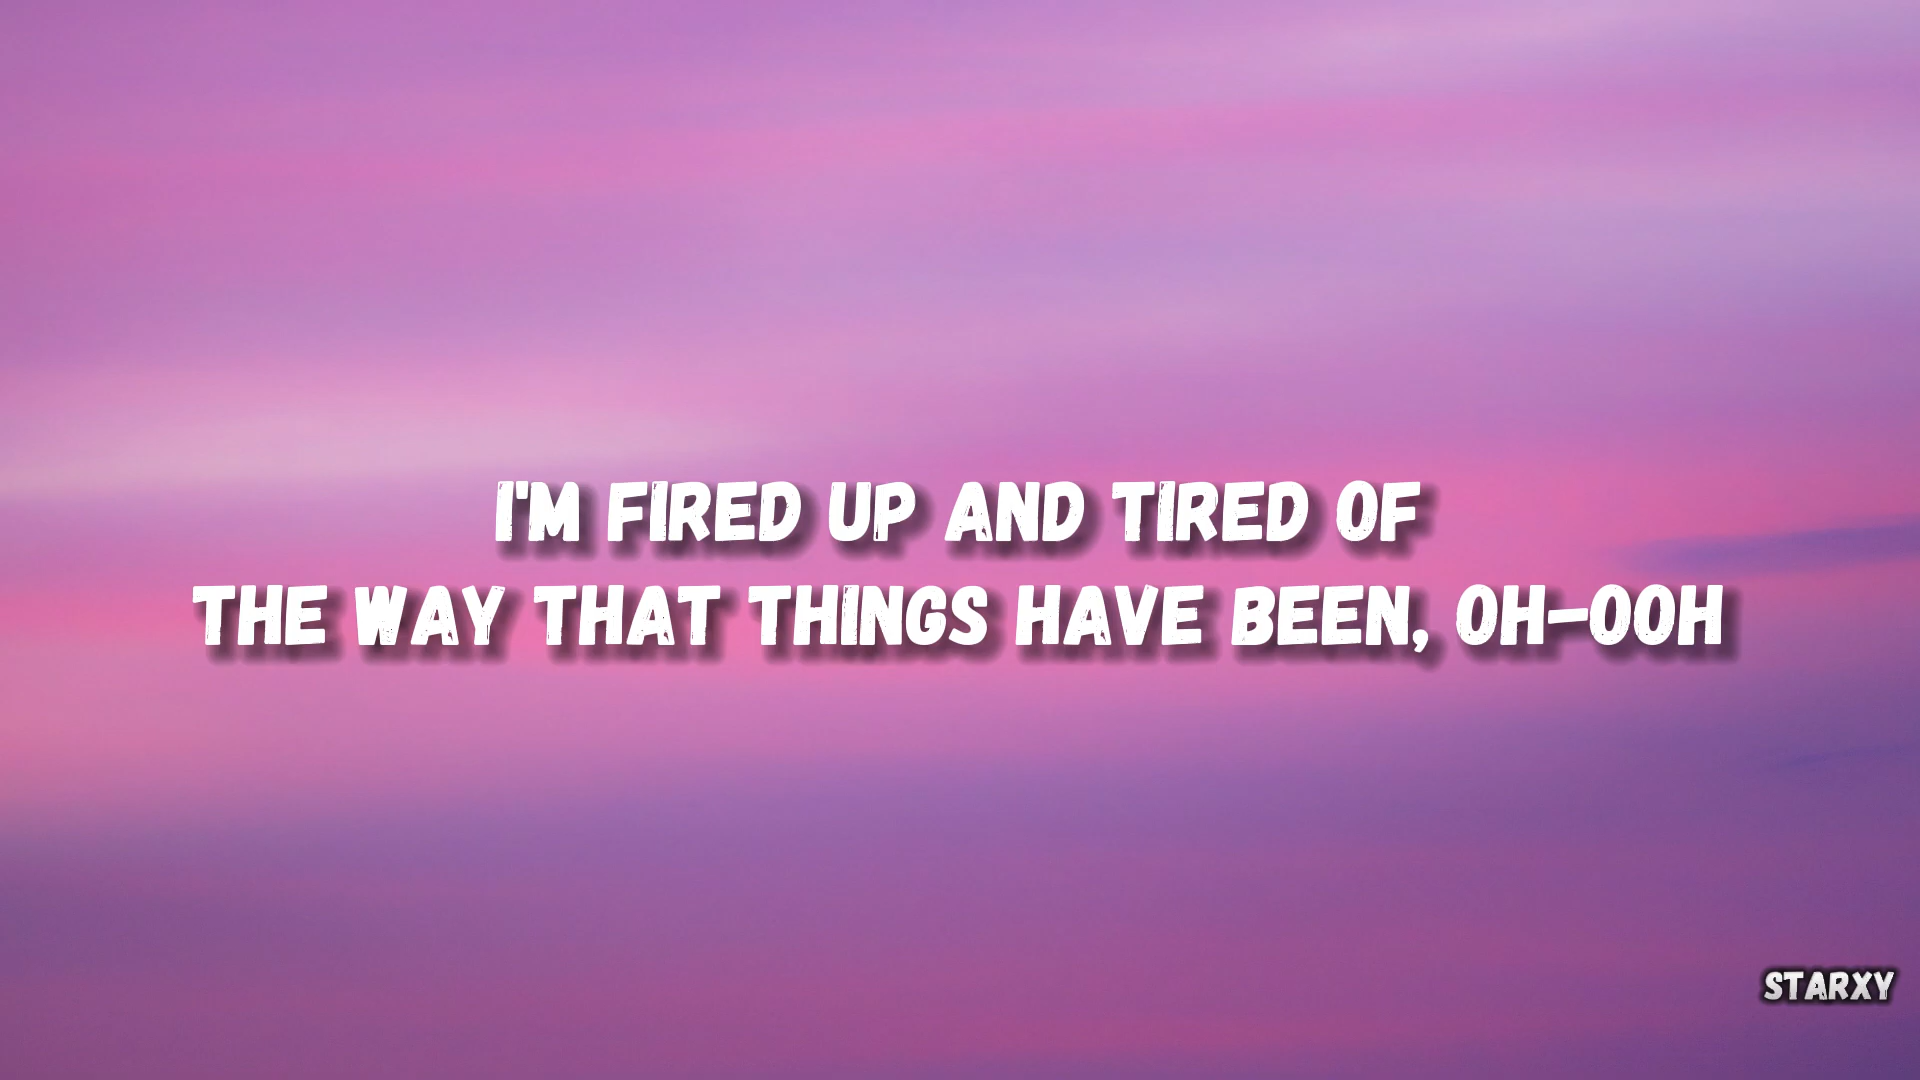 I'M FIRED UP AND TIRED OF
THE WAY THAT THINGS HAVE BEEN, OH-OOH
STARXY